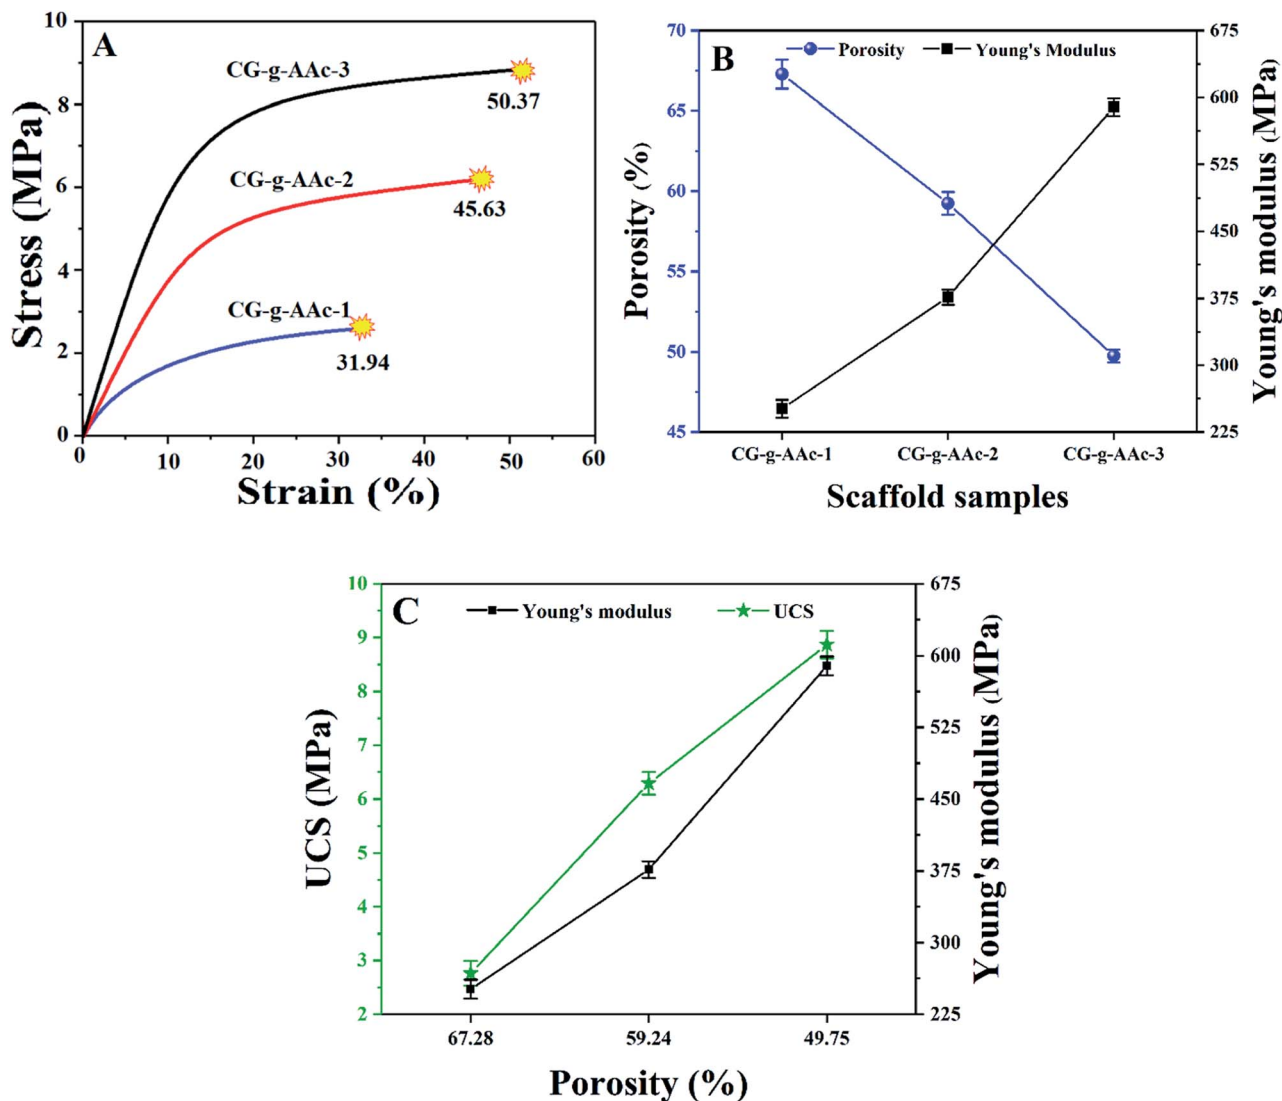 A
10
8
6
4
2
0
Stress (MPa)
CG-g-AAc-3
50.37
CG-g-AAc-2
45.63
CG-g-AAc-1
31.94
0 10 20 30 40 50 60
Strain (%)
B
Porosity Young's Modulus
70
65
60
55
50
45
Porosity (%)
675
600
525
450
375
300
225
Young's modulus (MPa)
CG-g-AAc-1 CG-g-AAc-2 CG-g-AAc-3
Scaffold samples
C
Young's modulus UCS
10
9
8
7
6
5
4
3
2
UCS (MPa)
675
600
525
450
375
300
225
Young's modulus (MPa)
67.28 59.24 49.75
Porosity (%)